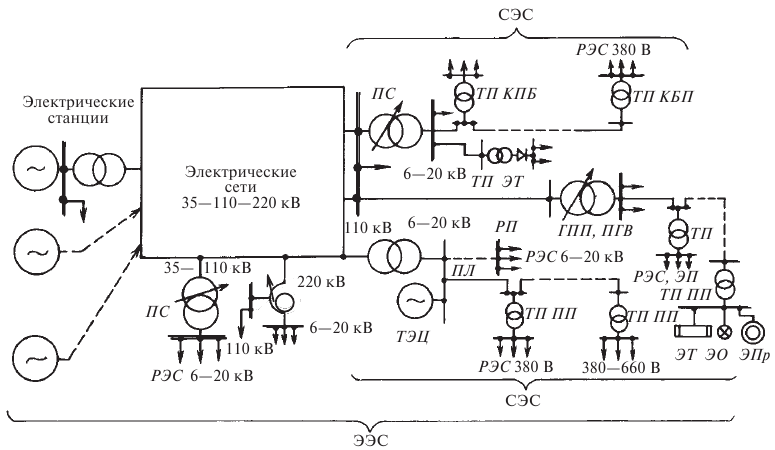 СЭС
РЭС 380 В
ПС
ТП КПБ
ТП КБП
Электрические
станции
6—20 кВ
ТП ЭТ
Электрические
сети
35—110—220 кВ
110 кВ
6—20 кВ
РП
ГПП, ПГВ
ТП
РЭС 6—20 кВ
35—110 кВ
220 кВ
ПЛ
РЭС, ЭП
ТП ПП
ПС
ТЭЦ
ТП ПП
ТП ПП
6—20 кВ
110 кВ
РЭС 6—20 кВ
РЭС 380 В
380—660 В
ЭТ
ЭО
ЭПр
СЭС
ЭЭС